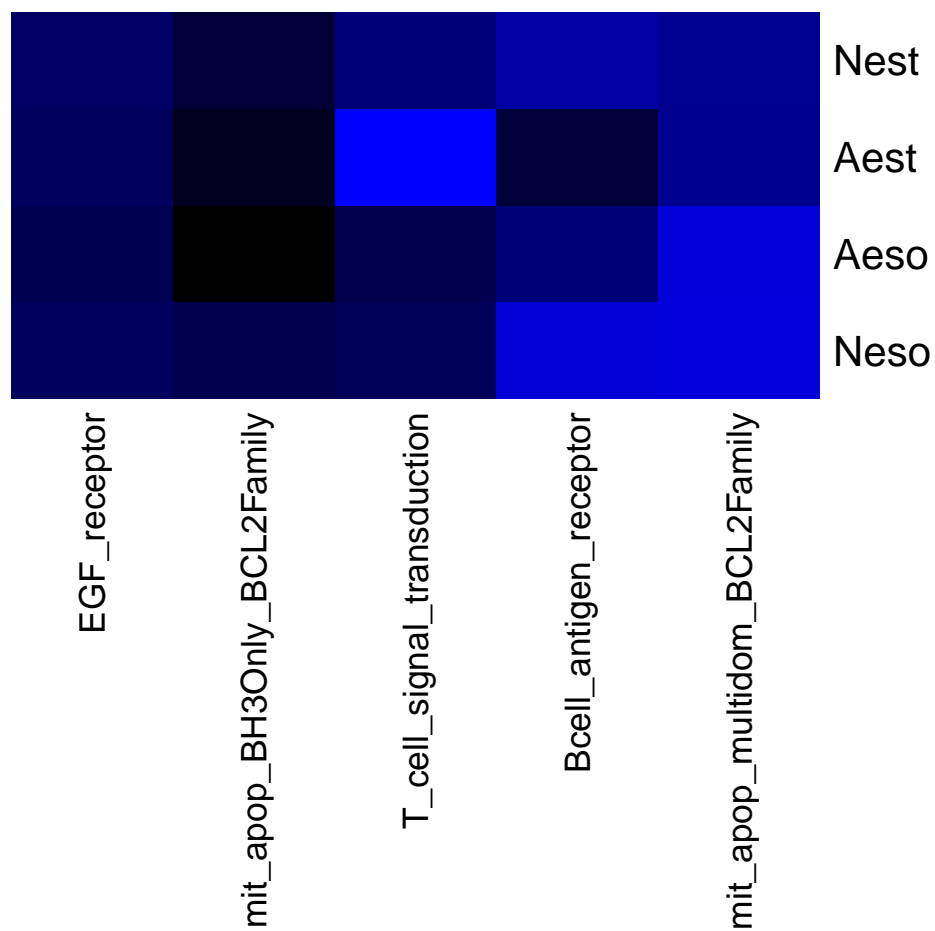 Nest
Aest
Aeso
Neso
EGF_receptor
mit_apop_BH3Only_BCL2Family
T_cell_signal_transduction
Bcell_antigen_receptor
mit_apop_multidom_BCL2Family